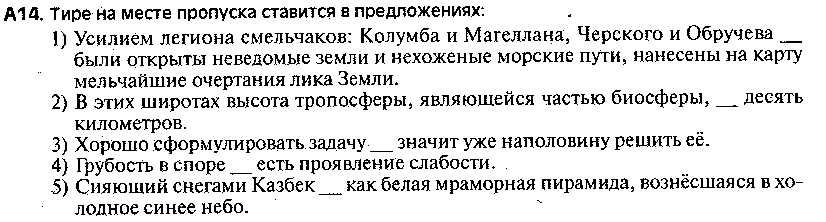 А14. Тире на месте пропуска ставится в предложениях:
1) Усилием легиона смельчаков: Колумба и Магеллана, Черского и Обручева __
были открыты неведомые земли и нехоженые морские пути, нанесены на карту
мельчайшие очертания лика Земли.
2) В этих широтах высота тропосферы, являющейся частью биосферы, __ десять
километров.
3) Хорошо сформулировать задачу __ значит уже наполовину решить её.
4) Грубость в споре __ есть проявление слабости.
5) Сияющий снегами Казбек __ как белая мраморная пирамида, вознёсшаяся в хо-
лодное синее небо.